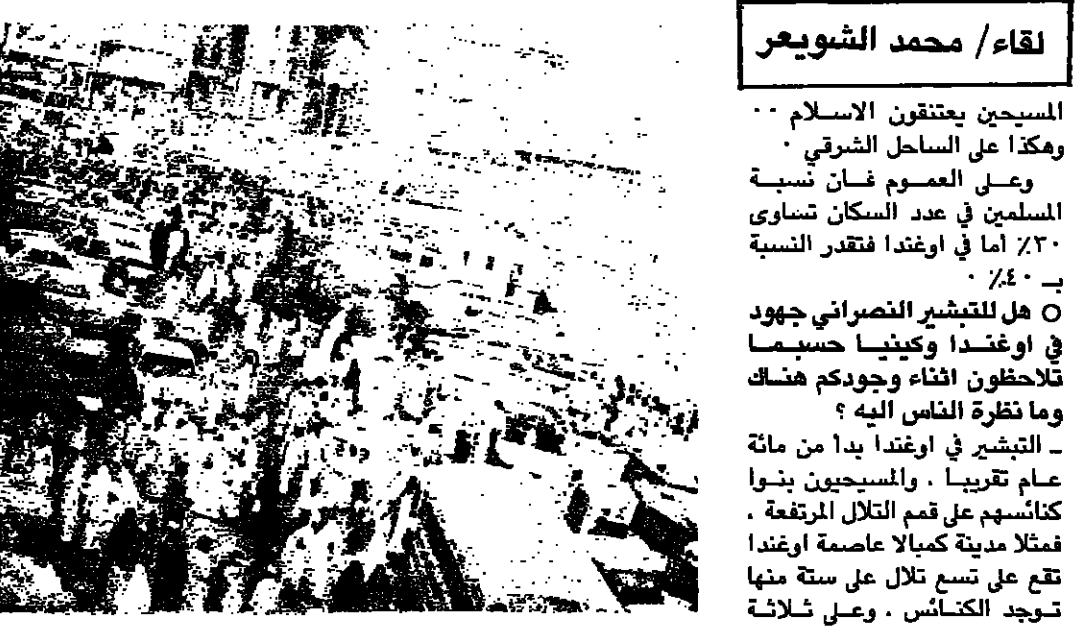 لقاء/ محمد الشويعر
المسيحين يعتنقون الاسلام ٠٠
وهكذا على الساحل الشرقي ٠
وعلى العموم فان نسبة
المسلمين في عدد السكان تساوى
٣٠٪ أما في اوغندا فتقدر النسبة
بـ ٤٠٪ ٠
○ هل للتبشير النصراني جهود
في اوغندا وكينيا حسبما
تلاحظون اثناء وجودكم هناك
وما نظرة الناس اليه ؟
ـ التبشير في اوغندا بدأ من مائة
عام تقريبا . والمسيحيون بنوا
كنائسهم على قمم التلال المرتفعة .
فمثلا مدينة كمبالا عاصمة اوغندا
تقع على تسع تلال على ستة منها
توجد الكنائس . وعلى ثلاثة